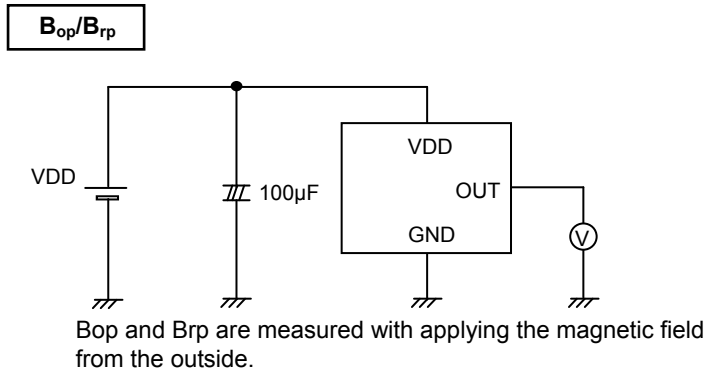 Bop/Brp
VDD
100µF
VDD
OUT
GND
V
Bop and Brp are measured with applying the magnetic field
from the outside.